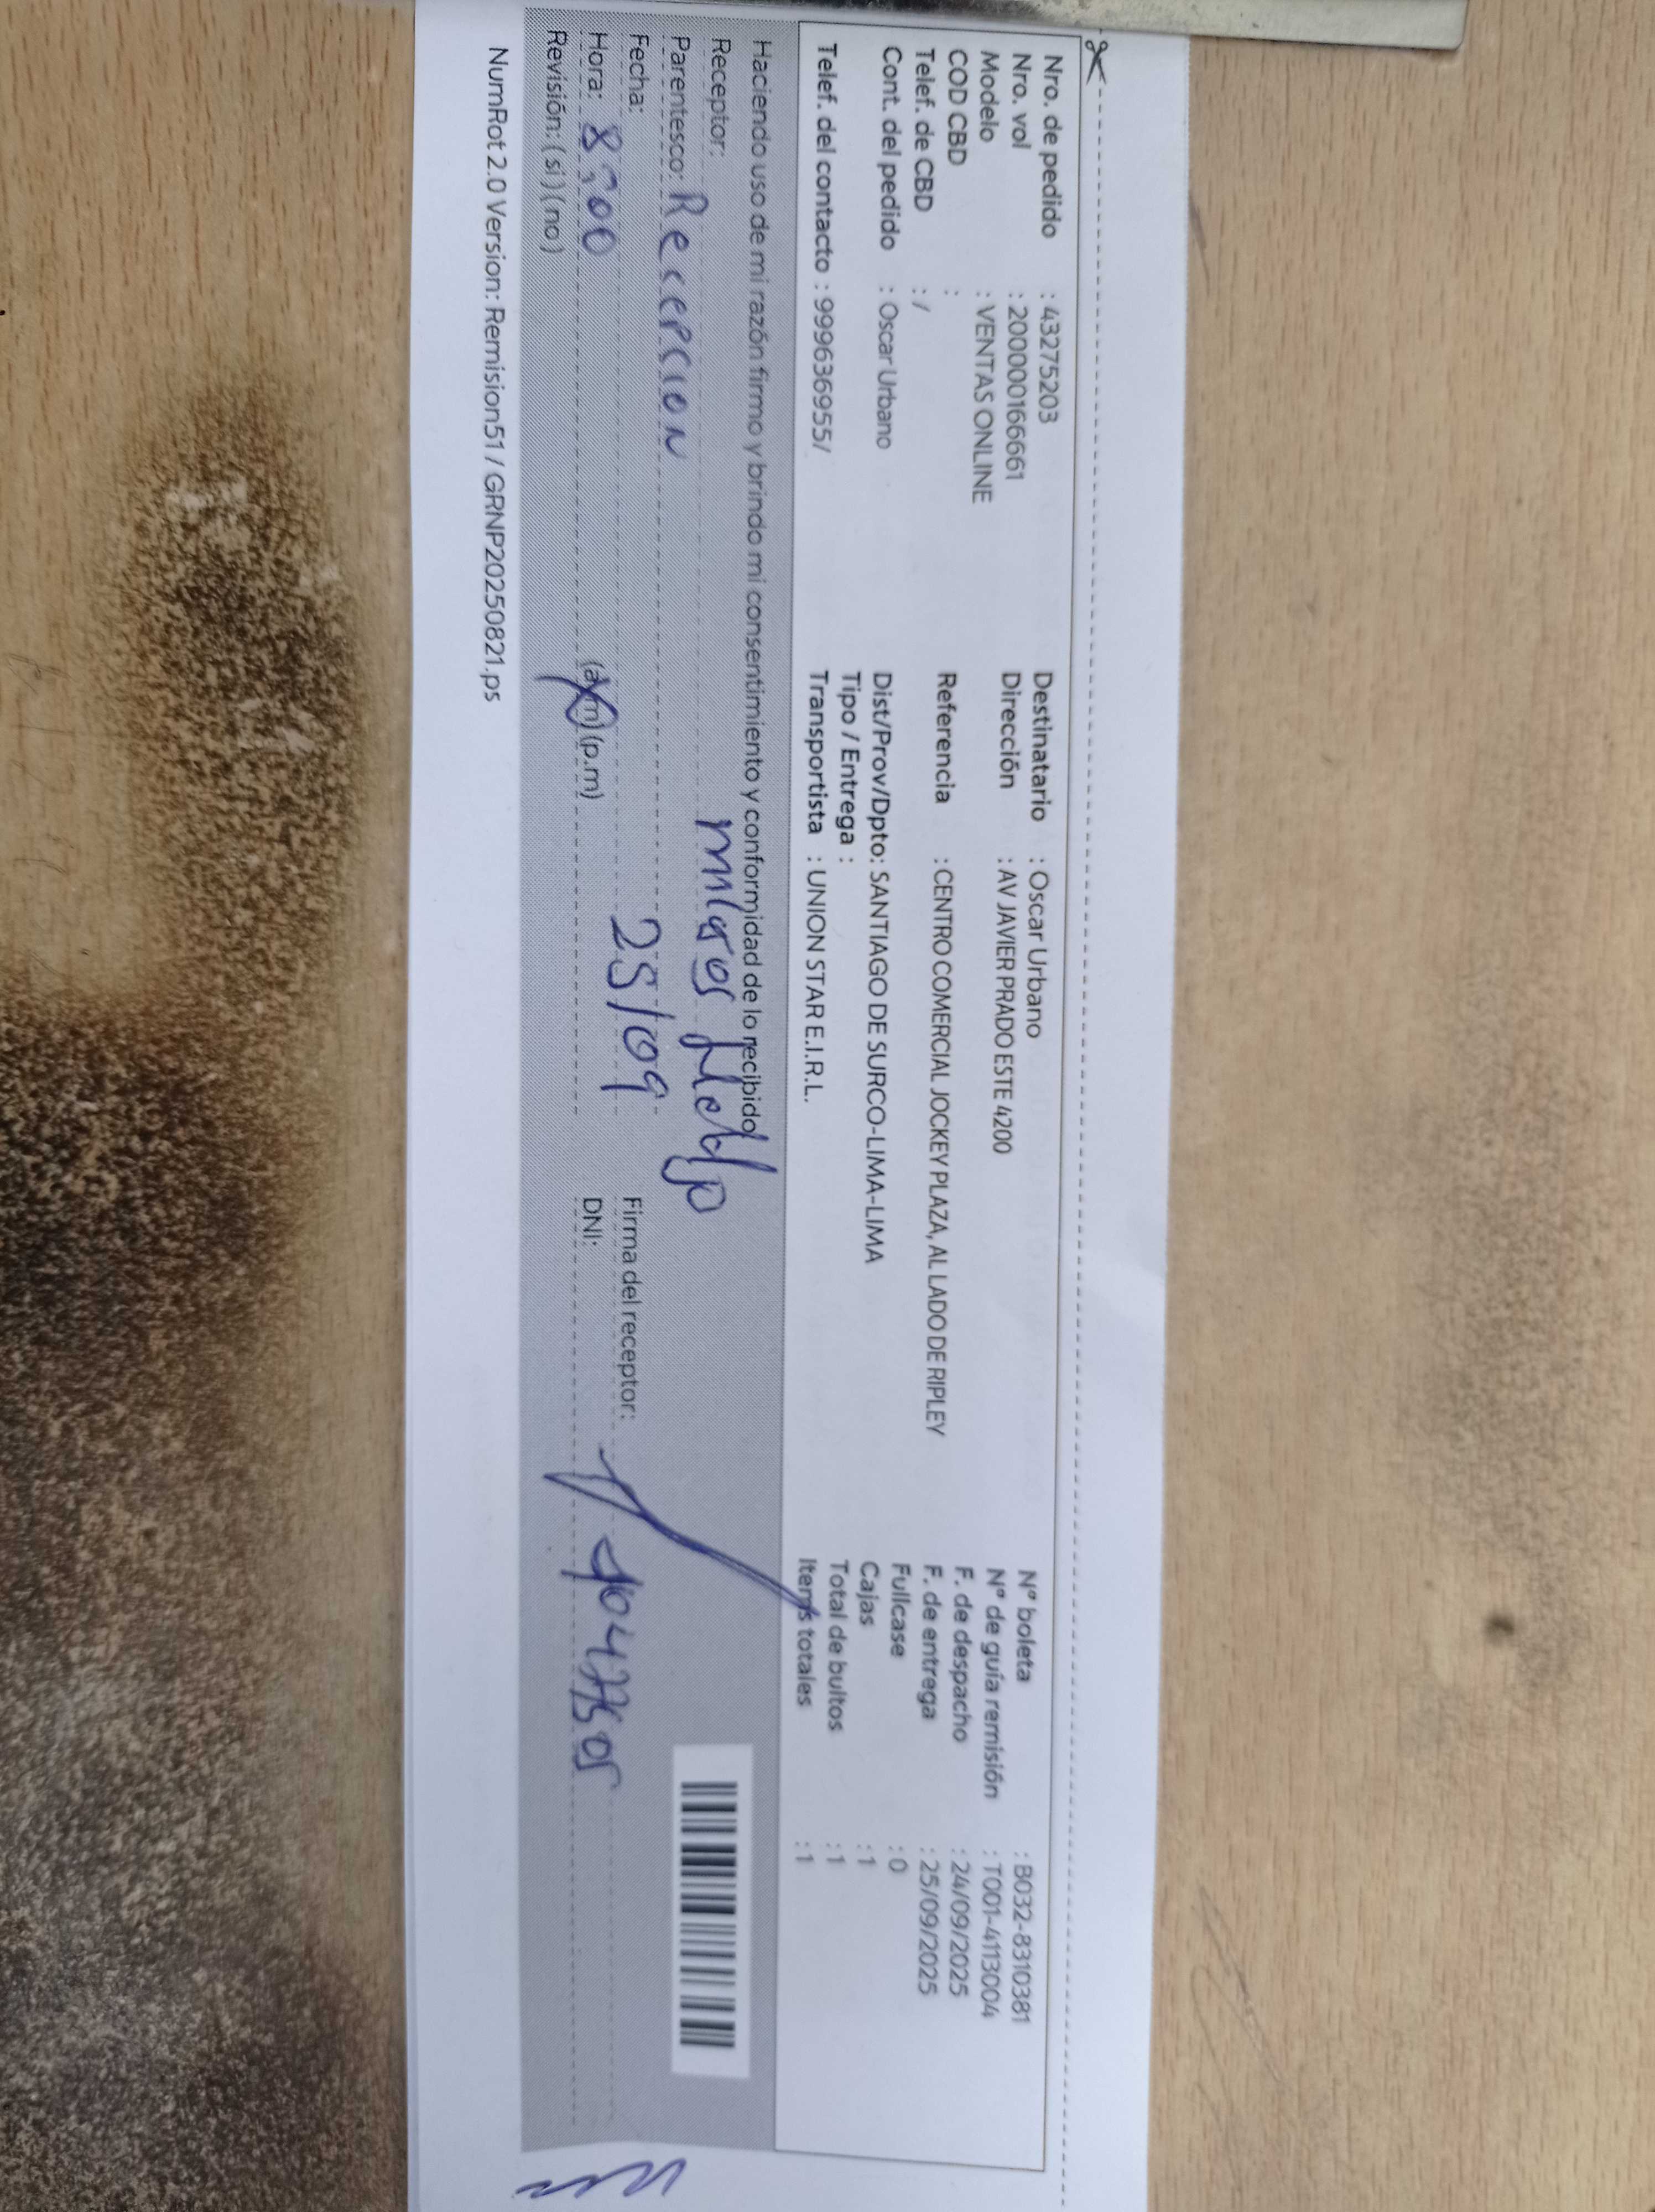 Nro. de pedido : 43275203
Nro. vol : 2000001666661
Modelo : VENTAS ONLINE
COD CBD :
Telef. de CBD : /
Cont. del pedido : Oscar Urbano
Telef. del contacto : 999636955/
Destinatario : Oscar Urbano
Dirección : AV JAVIER PRADO ESTE 4200
Referencia : CENTRO COMERCIAL JOCKEY PLAZA, AL LADO DE RIPLEY
Dist/Prov/Dpto: SANTIAGO DE SURCO-LIMA-LIMA
Tipo / Entrega :
Transportista : UNION STAR E.I.R.L.
N° boleta : B032-8310381
N° de guía remisión : T001-4113004
F. de despacho : 24/09/2025
F. de entrega : 25/09/2025
Fullcase : 0
Cajas : 1
Total de bultos : 1
Items totales : 1
Haciendo uso de mi razón firmo y brindo mi consentimiento y conformidad de lo recibido
Receptor:
Parentesco: Recepcion
Fecha: 25/09
Hora: 8:00 (a.m) (p.m)
Revisión: ( si ) ( no )
Firma del receptor:
DNI:
NumRot 2.0 Version: Remision51 / GRNP20250821.ps